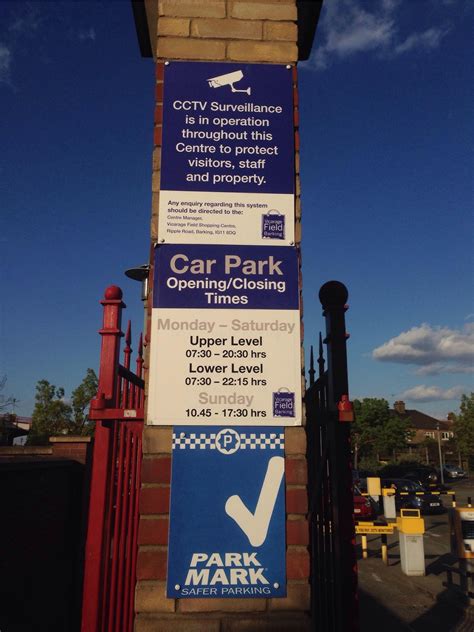 CCTV Surveillance
is in operation
throughout this
Centre to protect
visitors, staff
and property.
Any enquiry regarding this system
should be directed to the:
Centre Manager,
Vicarage Field Shopping Centre,
Ripple Road, Barking, IG11 8DQ
Vicarage
Field
Barking
Car Park
Opening/Closing
Times
Monday – Saturday
Upper Level
07:30 – 20:30 hrs
Lower Level
07:30 – 22:15 hrs
Sunday
10.45 - 17:30 hrs
Vicarage
Field
Barking
P
PARK
MARK®
SAFER PARKING